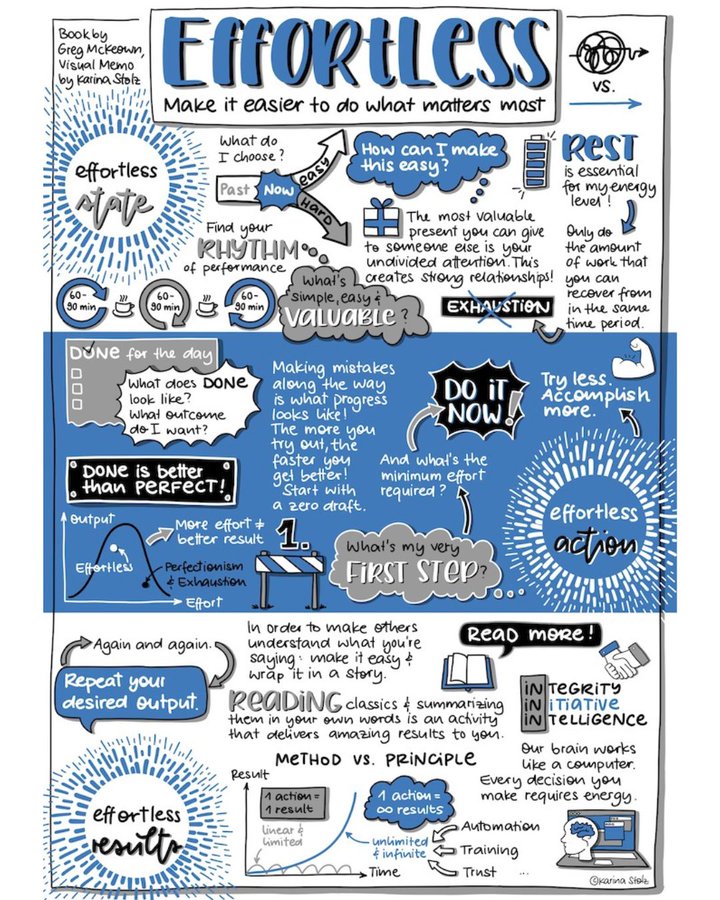 Book by
Greg McKeown,
Visual Memo
by Karina Stolz
EFFORTLESS
Make it easier to do what matters most
vs.
effortless
state
What do
I choose?
Past
Now
EASY
HARD
How can I make
this easy?
REST
is essential
for my energy
level!
Only do
the amount
of work that
you can
recover from
in the same
time period.
The most valuable
present you can give
to someone else is your
undivided attention. This
creates strong relationships!
Find your
RHYTHM
of performance
60-
90 min
60-
90 min
60-
90 min
What's
simple, easy &
VALUABLE?
EXHAUSTION
DONE for the day
What does DONE
look like?
What outcome
do I want?
DONE is better
than PERFECT!
Making mistakes
along the way
is what progress
looks like!
The more you
try out, the
faster you
get better!
Start with
a zero draft.
DO iT
NOW!
And what's the
minimum effort
required?
Try less.
Accomplish
more.
effortless
action
Output
More effort ≠
better result
Effortless
Perfectionism
& Exhaustion
Effort
1.
What's my very
FIRST STEP?
Again and again.
Repeat your
desired output.
In order to make others
understand what you're
saying: make it easy &
wrap it in a story.
READ MORE!
READING classics & summarizing
them in your own words is an activity
that delivers amazing results to you.
iNTEGRITY
iNITIATIVE
iNTELLIGENCE
Our brain works
like a computer.
Every decision you
make requires energy.
effortless
results
METHOD VS. PRINCIPLE
Result
1 action =
1 result
linear &
limited
1 action =
∞ results
unlimited
& infinite
Automation
Training
Trust ...
Time
©Karina Stolz